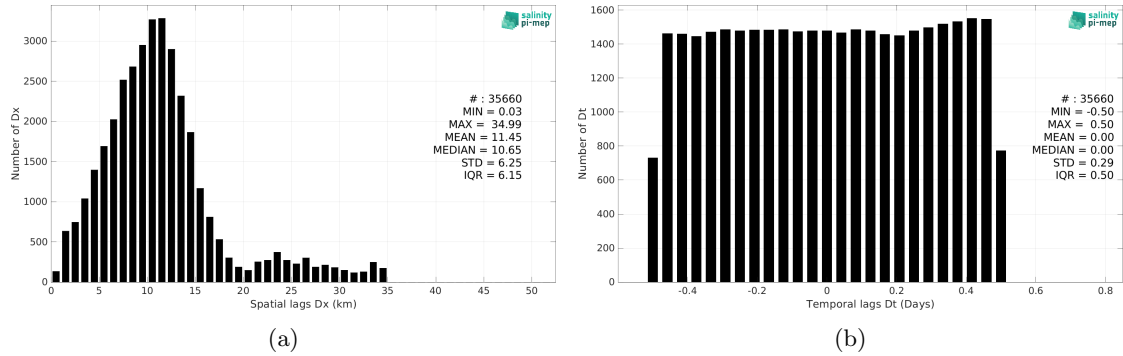 salinity
pi-mep
3000
2500
2000
1500
1000
500
0
Number of Dx
# : 35660
MIN = 0.03
MAX = 34.99
MEAN = 11.45
MEDIAN = 10.65
STD = 6.25
IQR = 6.15
0 5 10 15 20 25 30 35 40 45 50
Spatial lags Dx (km)
(a)
salinity
pi-mep
1600
1400
1200
1000
800
600
400
200
0
Number of Dt
# : 35660
MIN = -0.50
MAX = 0.50
MEAN = 0.00
MEDIAN = 0.00
STD = 0.29
IQR = 0.50
-0.4 -0.2 0 0.2 0.4 0.6 0.8
Temporal lags Dt (Days)
(b)